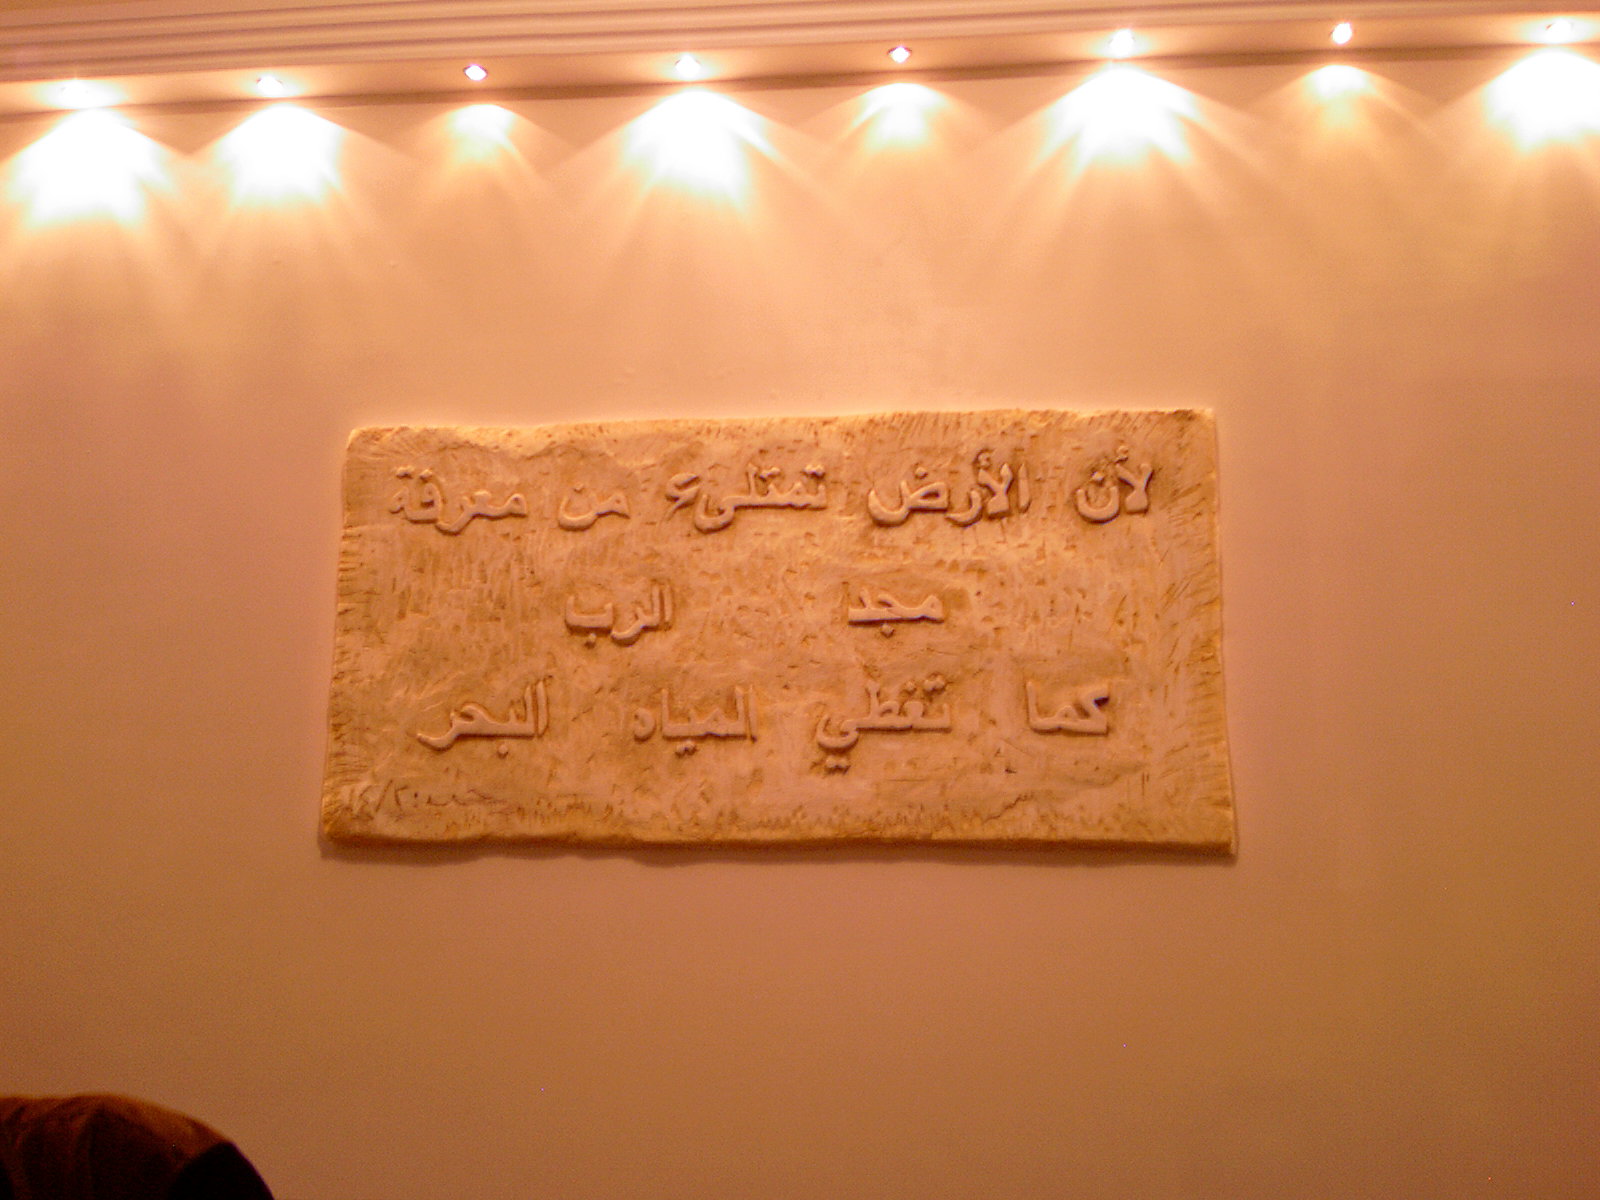 لأن الأرض تمتلىء من معرفة
مجد الرب
كما تغطي المياه البحر